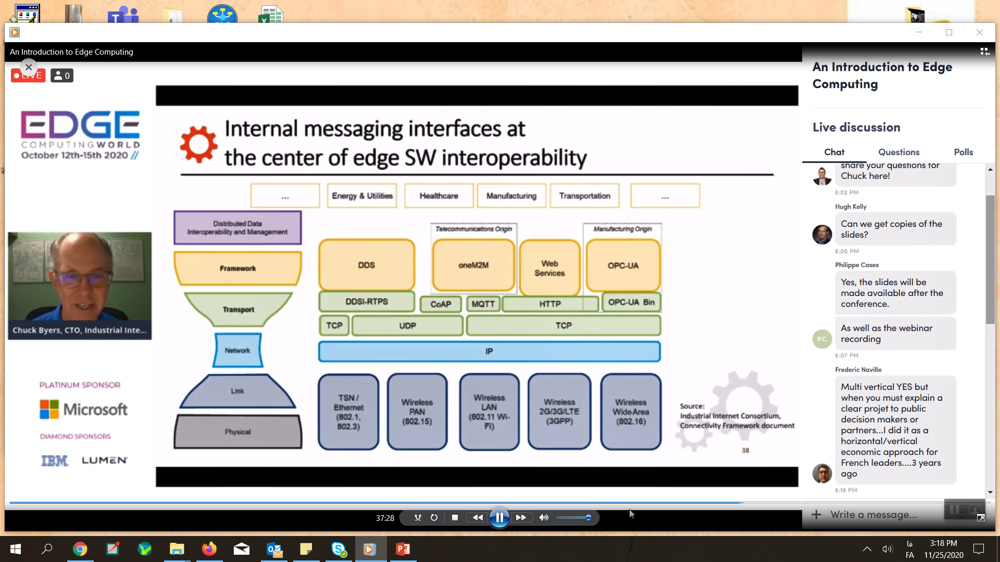 An Introduction to Edge Computing
LIVE
0
EDGE
COMPUTINGWORLD
October 12th-15th 2020 //
Internal messaging interfaces at
the center of edge SW interoperability
...
Energy & Utilities
Healthcare
Manufacturing
Transportation
...
Distributed Data
Interoperability and Management
Framework
Transport
Network
Link
Physical
Telecommunications Origin
Manufacturing Origin
DDS
oneM2M
Web
Services
OPC-UA
DDSI-RTPS
CoAP
MQTT
HTTP
OPC-UA Bin
TCP
UDP
TCP
IP
TSN /
Ethernet
(802.1,
802.3)
Wireless
PAN
(802.15)
Wireless
LAN
(802.11 Wi-
Fi)
Wireless
2G/3G/LTE
(3GPP)
Wireless
Wide Area
(802.16)
Source:
Industrial Internet Consortium,
Connectivity Framework document
38
Chuck Byers, CTO, Industrial Inte...
PLATINUM SPONSOR
Microsoft
DIAMOND SPONSORS
IBM
LUMEN
An Introduction to Edge
Computing
Live discussion
Chat
Questions
Polls
share your questions for
Chuck here!
6:02 PM
Hugh Kelly
Can we get copies of the
slides?
6:05 PM
Philippe Cases
Yes, the slides will be
made available after the
conference.
As well as the webinar
recording
PC
6:07 PM
Frederic Naville
Multi vertical YES but
when you must explain a
clear projet to public
decision makers or
partners...I did it as a
horizontal/vertical
economic approach for
French leaders....3 years
ago
6:19 PM
Write a message...
37:28
فا
FA
3:18 PM
11/25/2020